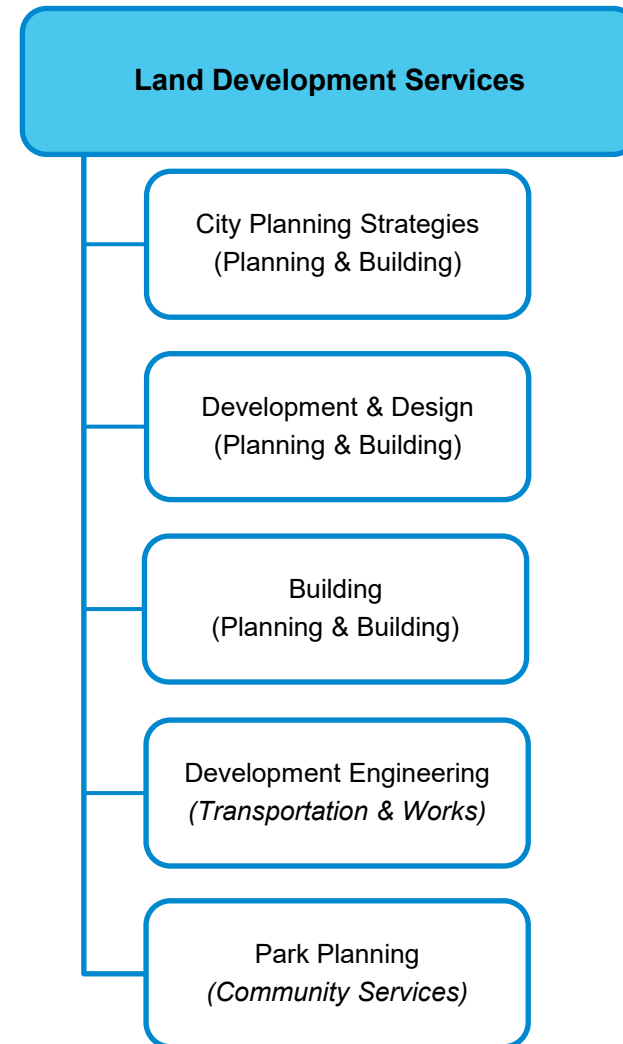 Land Development Services
City Planning Strategies
(Planning & Building)
Development & Design
(Planning & Building)
Building
(Planning & Building)
Development Engineering
(Transportation & Works)
Park Planning
(Community Services)